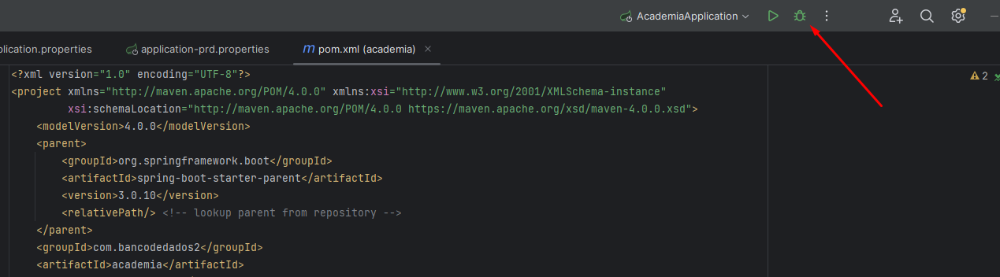 AcademiaApplication
plication.properties
application-prd.properties
m pom.xml (academia)
<?xml version="1.0" encoding="UTF-8"?>
2
<project xmlns="http://maven.apache.org/POM/4.0.0" xmlns:xsi="http://www.w3.org/2001/XMLSchema-instance"
xsi:schemaLocation="http://maven.apache.org/POM/4.0.0 https://maven.apache.org/xsd/maven-4.0.0.xsd">
<modelVersion>4.0.0</modelVersion>
<parent>
<groupId>org.springframework.boot</groupId>
<artifactId>spring-boot-starter-parent</artifactId>
<version>3.0.10</version>
<relativePath/> <!-- lookup parent from repository -->
</parent>
<groupId>com.bancodedados2</groupId>
<artifactId>academia</artifactId>